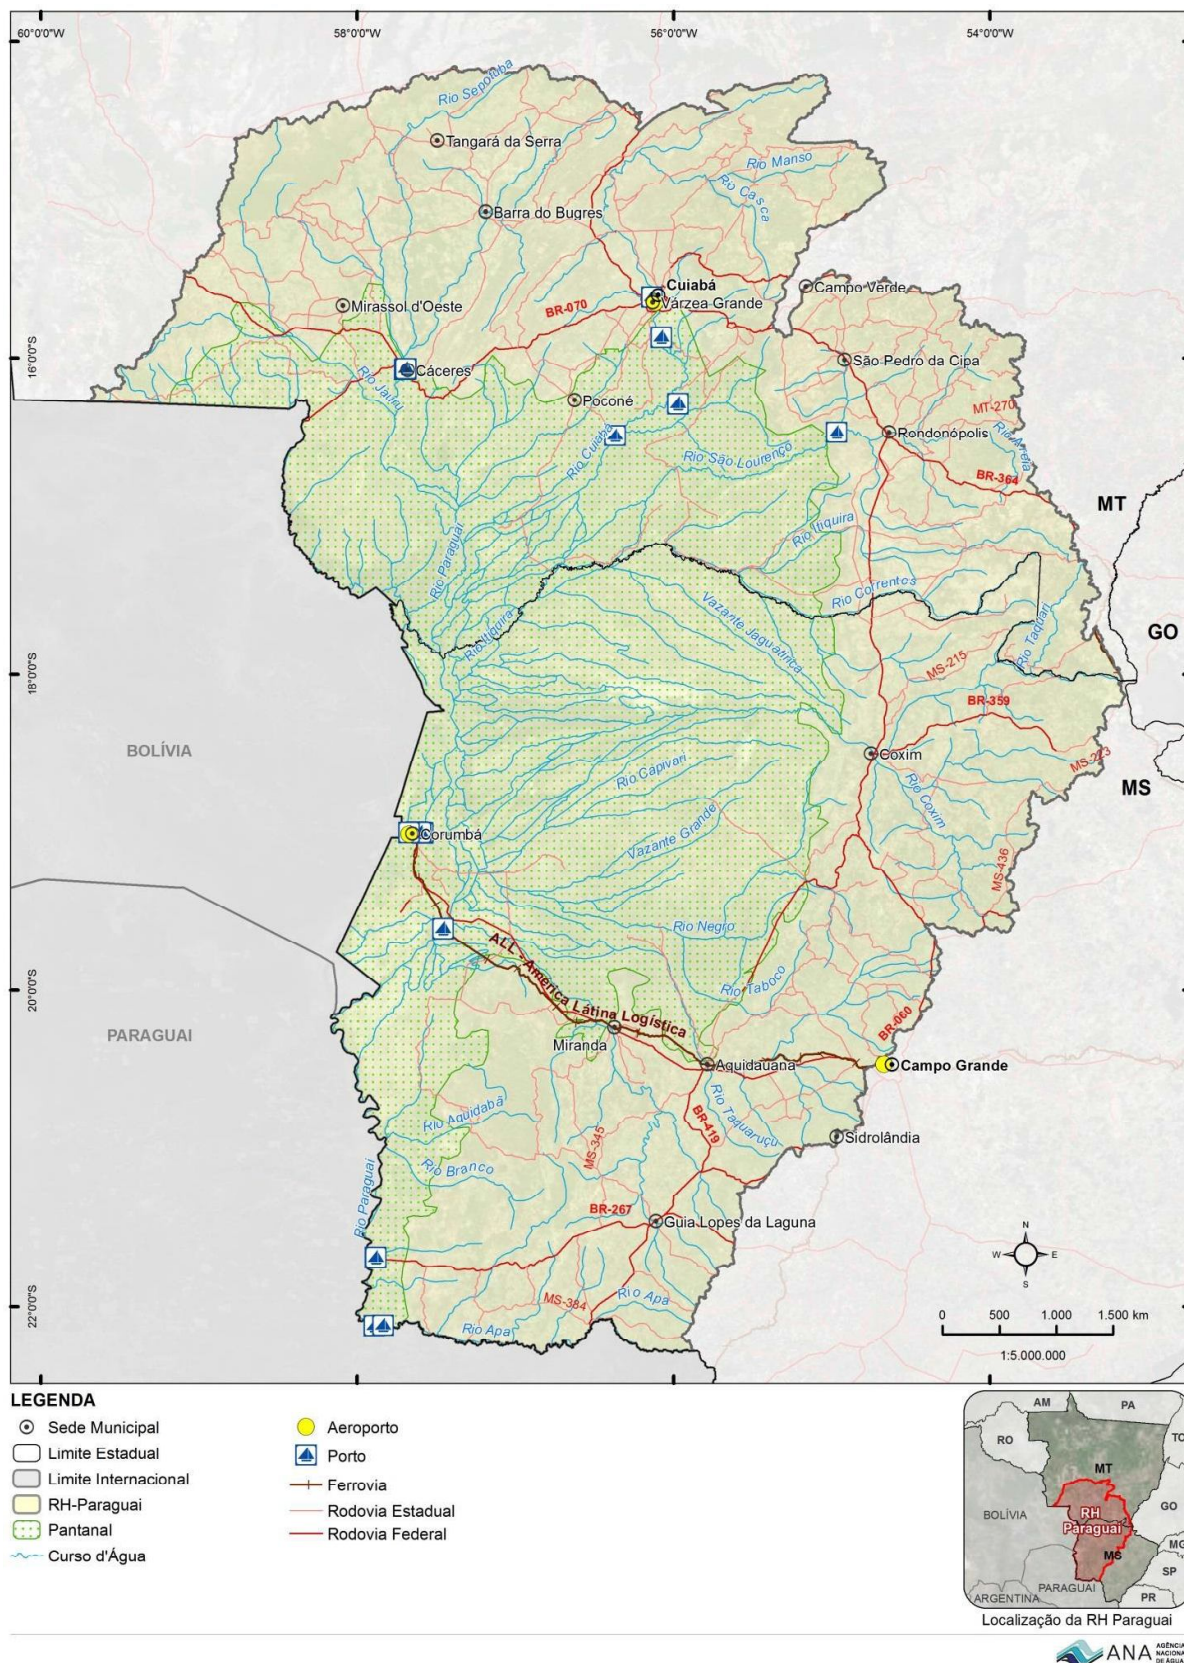 60°0'0"W
58°0'0"W
56°0'0"W
54°0'0"W
Rio Sepotuba
Tangará da Serra
Rio Manso
Rio Casca
Barra do Bugres
Cuiabá
Campo Verde
Várzea Grande
Mirassol d'Oeste
BR-070
16°0'0"S
São Pedro da Cipa
Cáceres
Rio Jauru
Poconé
MT-270
Rio Cuiabá
Rondonópolis
Rio Areia
Rio São Lourenço
BR-364
MT
Rio Itiquira
Rio Paraguai
Rio Correntes
Vazante Jaguatirica
Rio Taquari
GO
Rio Itiquira
MS-215
18°0'0"S
BR-359
BOLÍVIA
Coxim
MS-223
Rio Capivari
MS
Rio Coxim
Corumbá
Vazante Grande
MS-436
Rio Negro
ALL - América Látina Logística
Rio Taboco
20°0'0"S
BR-060
PARAGUAI
Miranda
Aquidauana
Campo Grande
Rio Aquidabã
Rio Taquaruçu
BR-419
Sidrolândia
MS-345
Rio Branco
Rio Paraguai
BR-267
Guia Lopes da Laguna
N
W
E
S
22°0'0"S
MS-384
Rio Apa
Rio Apa
0 500 1.000 1.500 km
1:5.000.000
LEGENDA
Sede Municipal
Limite Estadual
Limite Internacional
RH-Paraguai
Pantanal
Curso d'Água
Aeroporto
Porto
Ferrovia
Rodovia Estadual
Rodovia Federal
AM
PA
RO
TO
MT
GO
BOLÍVIA
RH
Paraguai
MG
MS
SP
PARAGUAI
ARGENTINA
PR
Localização da RH Paraguai
ANA
AGÊNCIA
NACIONAL
DE ÁGUAS